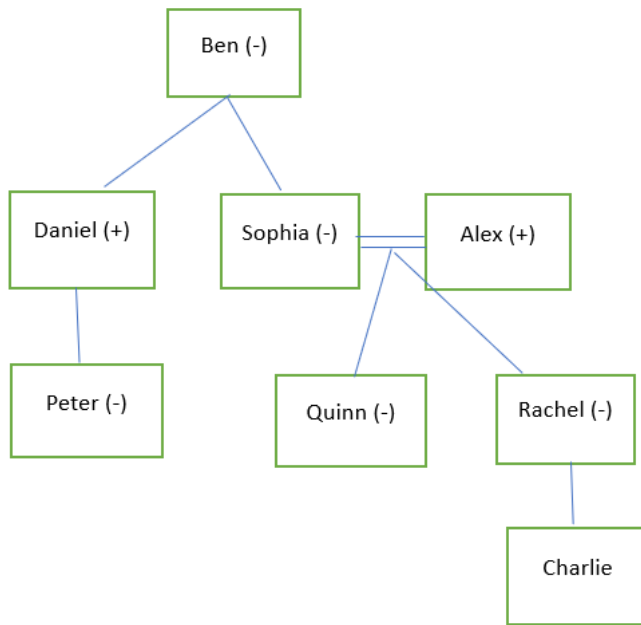 Ben (-)
Daniel (+)
Sophia (-)
Alex (+)
Peter (-)
Quinn (-)
Rachel (-)
Charlie